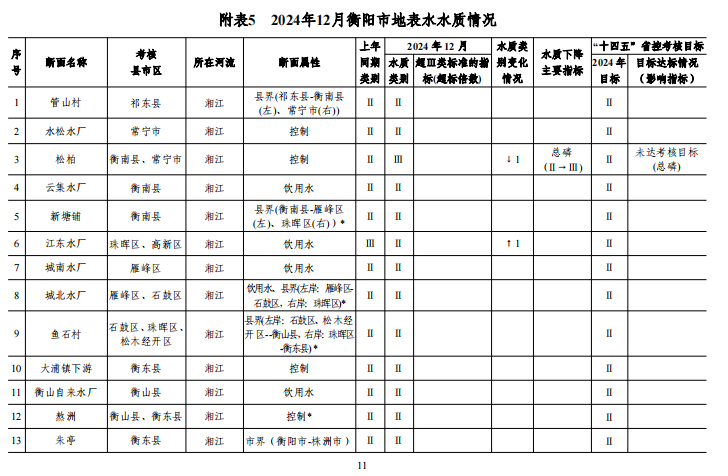 附表5 2024年12月衡阳市地表水水质情况
序号 断面名称 考核县市区 所在河流 断面属性 上年同期类别 2024 年 12 月 水质类别变化情况 水质下降主要指标 “十四五”省控考核目标
水质类别 超Ⅲ类标准的指标(超标倍数) 2024 年目标 目标达标情况(影响指标)
1 管山村 祁东县 湘江 县界(祁东县-衡南县(左)、常宁市(右)) Ⅱ Ⅱ Ⅱ
2 水松水厂 常宁市 湘江 控制 Ⅱ Ⅱ Ⅱ
3 松柏 衡南县、常宁市 湘江 控制 Ⅱ Ⅲ ↓1 总磷(Ⅱ→Ⅲ) Ⅱ 未达考核目标(总磷)
4 云集水厂 衡南县 湘江 饮用水 Ⅱ Ⅱ Ⅱ
5 新塘铺 衡南县 湘江 县界(衡南县-雁峰区(左)、珠晖区(右))* Ⅱ Ⅱ Ⅱ
6 江东水厂 珠晖区、高新区 湘江 饮用水 Ⅲ Ⅱ ↑1 Ⅱ
7 城南水厂 雁峰区 湘江 饮用水 Ⅱ Ⅱ Ⅱ
8 城北水厂 雁峰区、石鼓区 湘江 饮用水、县界(左岸：雁峰区-石鼓区，右岸：珠晖区)* Ⅱ Ⅱ Ⅱ
9 鱼石村 石鼓区、珠晖区、松木经开区 湘江 县界(左岸：石鼓区、松木经开区--衡山县，右岸：珠晖区-衡东县)* Ⅱ Ⅱ Ⅱ
10 大浦镇下游 衡东县 湘江 控制 Ⅱ Ⅱ Ⅱ
11 衡山自来水厂 衡山县 湘江 饮用水 Ⅱ Ⅱ Ⅱ
12 熬洲 衡山县、衡东县 湘江 控制* Ⅱ Ⅱ Ⅱ
13 朱亭 衡东县 湘江 市界（衡阳市-株洲市） Ⅱ Ⅱ Ⅱ
11